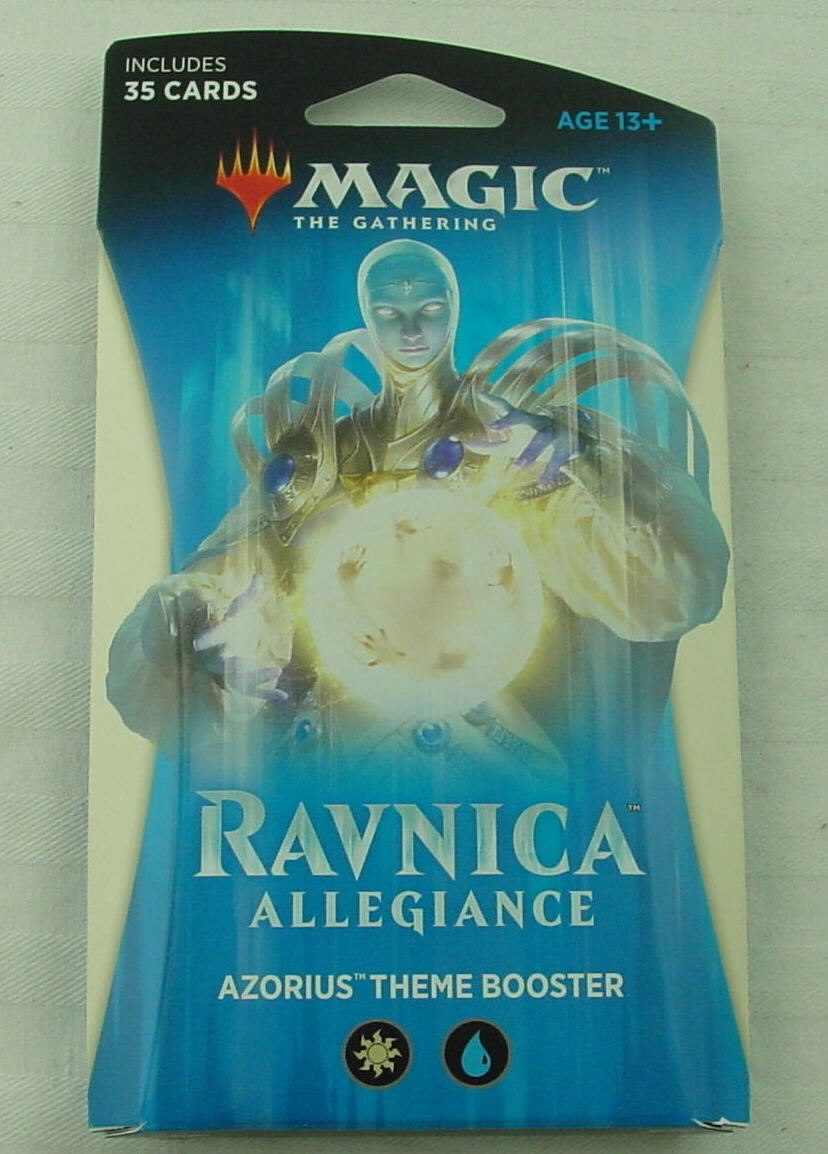 INCLUDES
35 CARDS
AGE 13+
MAGIC™
THE GATHERING
RAVNICA™
ALLEGIANCE
AZORIUS™ THEME BOOSTER